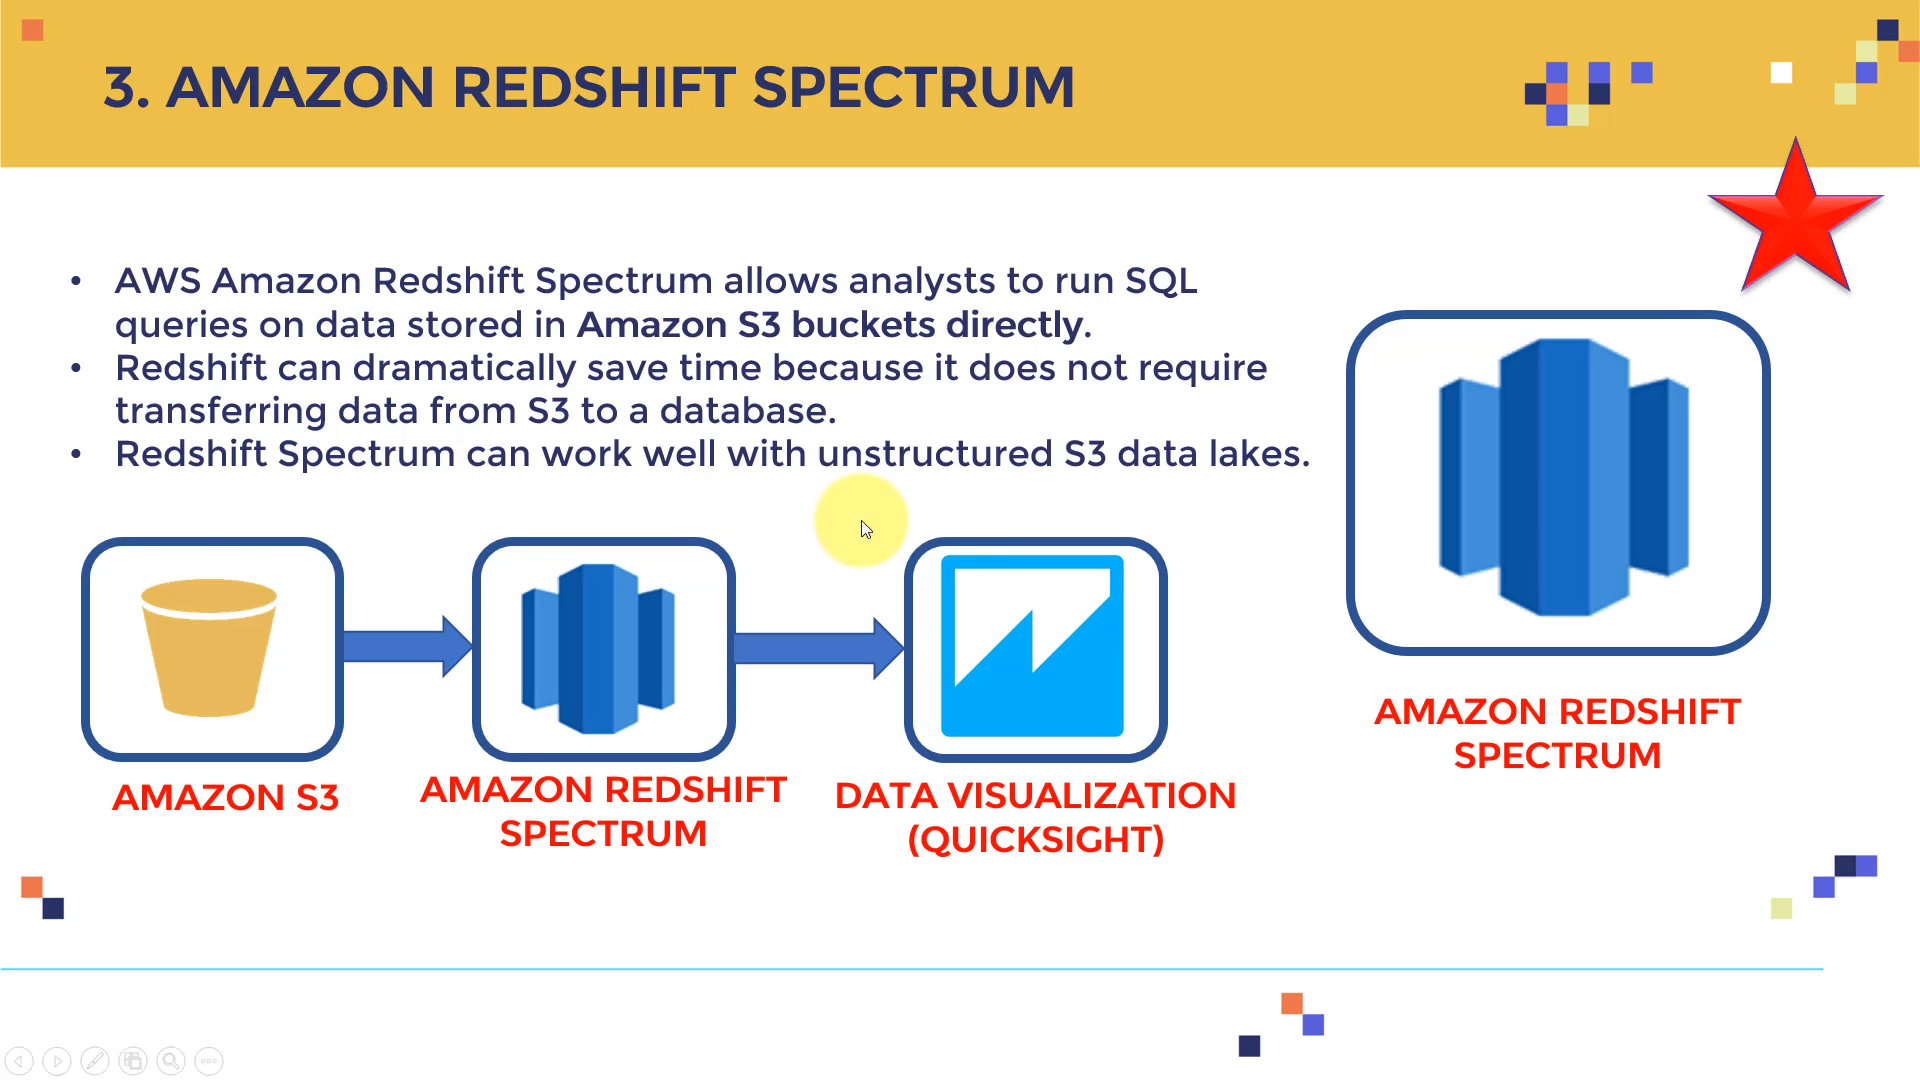 3. AMAZON REDSHIFT SPECTRUM
• AWS Amazon Redshift Spectrum allows analysts to run SQL
queries on data stored in Amazon S3 buckets directly.
• Redshift can dramatically save time because it does not require
transferring data from S3 to a database.
• Redshift Spectrum can work well with unstructured S3 data lakes.
AMAZON S3
AMAZON REDSHIFT
SPECTRUM
DATA VISUALIZATION
(QUICKSIGHT)
AMAZON REDSHIFT
SPECTRUM